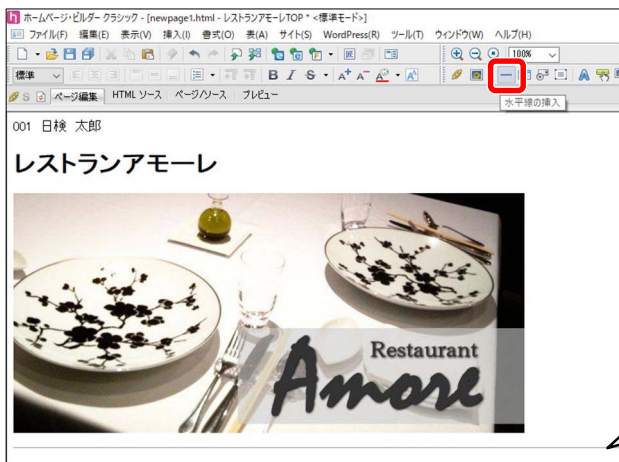 ホームページ・ビルダー クラシック - [newpage1.html - レストランアモーレTOP * <標準モード>]
ファイル(F) 編集(E) 表示(V) 挿入(I) 書式(O) 表(A) サイト(S) WordPress(R) ツール(T) ウィンドウ(W) ヘルプ(H)
100%
標準 B I S A+ A- A A
ページ編集 HTML ソース ページ/ソース プレビュー
水平線の挿入
001 日検 太郎
レストランアモーレ
Restaurant
Amore